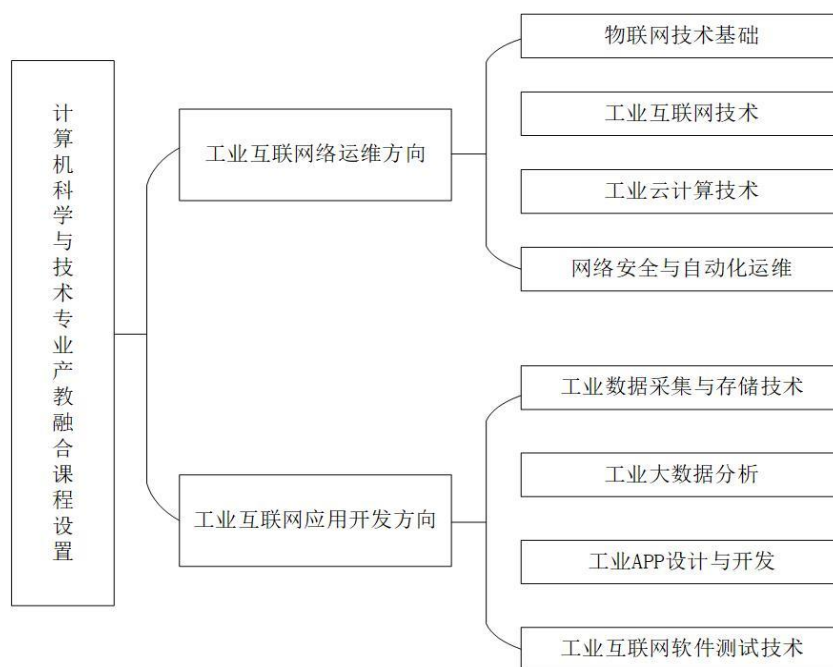 计算机科学与技术专业产教融合课程设置
工业互联网络运维方向
物联网技术基础
工业互联网技术
工业云计算技术
网络安全与自动化运维
工业互联网应用开发方向
工业数据采集与存储技术
工业大数据分析
工业APP设计与开发
工业互联网软件测试技术